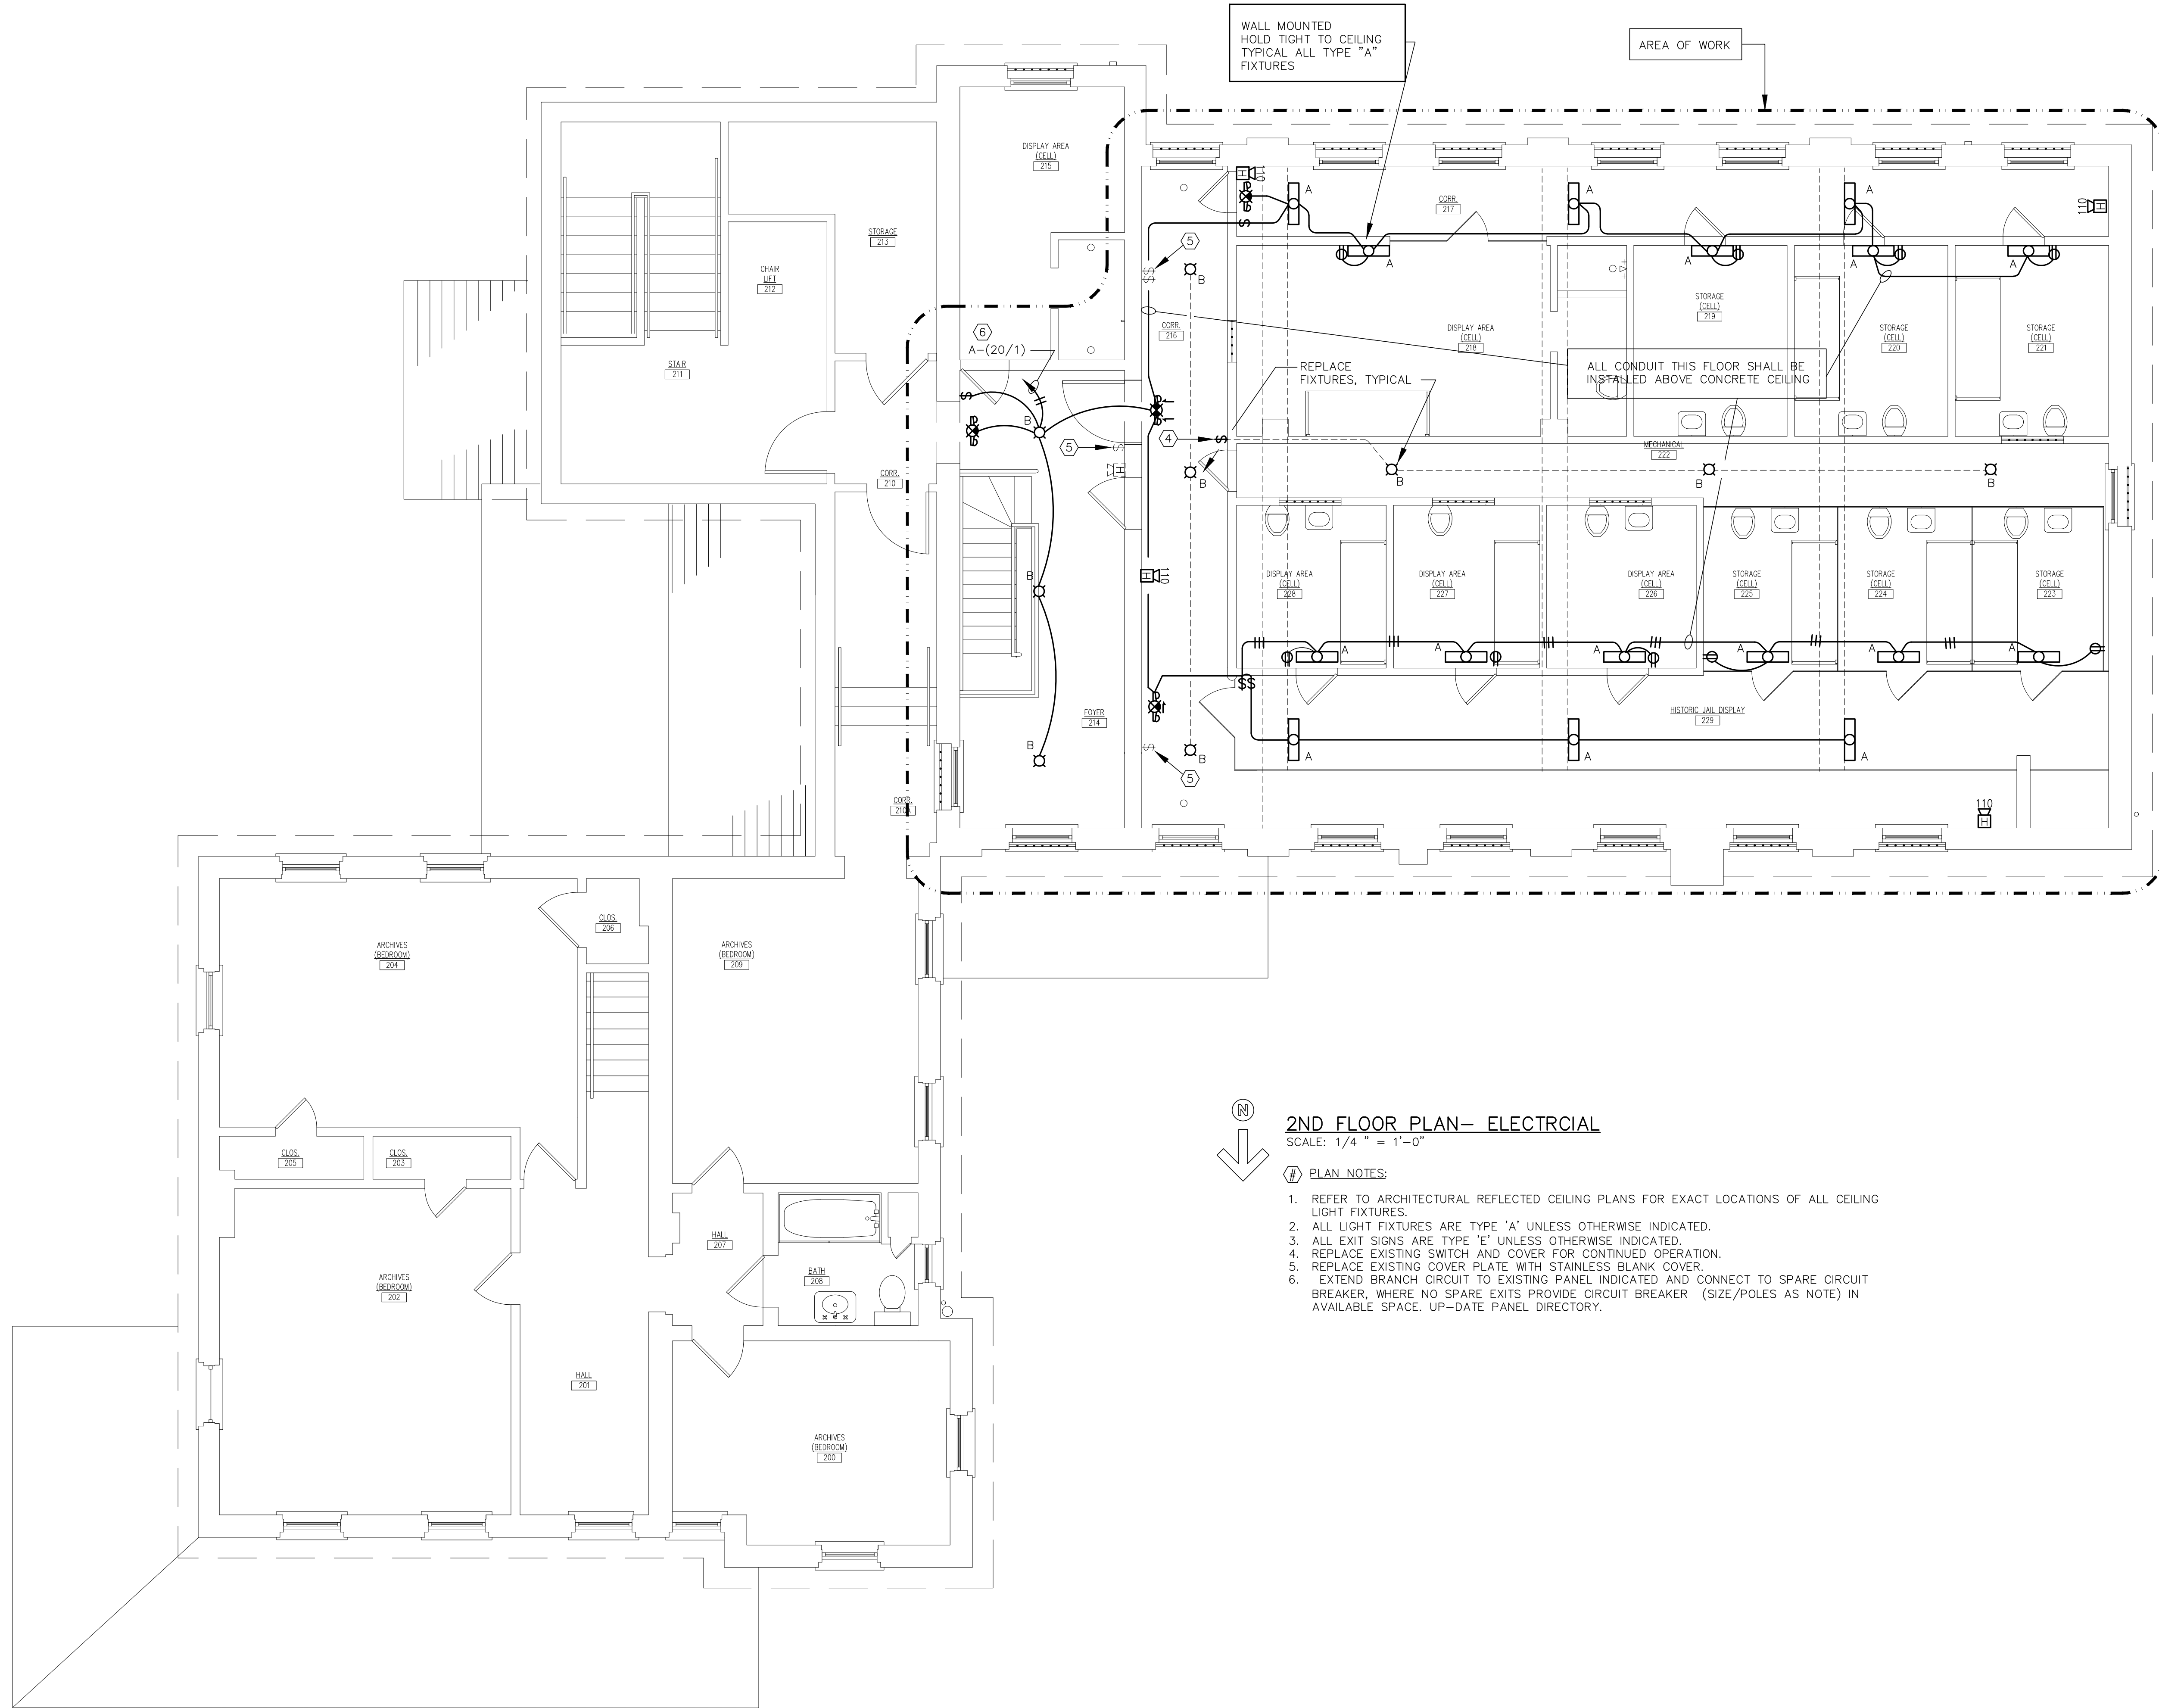 WALL MOUNTED
HOLD TIGHT TO CEILING
TYPICAL ALL TYPE "A"
FIXTURES
AREA OF WORK
DISPLAY AREA
(CELL)
215
110
A
A
A
110
CORR.
217
STORAGE
213
CHAIR
LIFT
212
5
B
A
A
A
A
STORAGE
(CELL)
219
DISPLAY AREA
(CELL)
218
STORAGE
(CELL)
220
STORAGE
(CELL)
221
CORR.
216
6
A-(20/1)
STAIR
211
REPLACE
FIXTURES, TYPICAL
ALL CONDUIT THIS FLOOR SHALL BE
INSTALLED ABOVE CONCRETE CEILING
B
5
4
MECHANICAL
222
CORR.
210
B
B
B
B
110
B
DISPLAY AREA
(CELL)
228
DISPLAY AREA
(CELL)
227
DISPLAY AREA
(CELL)
226
STORAGE
(CELL)
225
STORAGE
(CELL)
224
STORAGE
(CELL)
223
A
A
A
A
A
A
FOYER
214
HISTORIC JAIL DISPLAY
229
B
B
5
A
A
A
CORR.
210A
110
CLOS.
206
ARCHIVES
(BEDROOM)
204
ARCHIVES
(BEDROOM)
209
CLOS.
205
CLOS.
203
HALL
207
BATH
208
ARCHIVES
(BEDROOM)
202
HALL
201
ARCHIVES
(BEDROOM)
200
N
2ND FLOOR PLAN- ELECTRCIAL
SCALE: 1/4 " = 1'-0"
# PLAN NOTES:
1. REFER TO ARCHITECTURAL REFLECTED CEILING PLANS FOR EXACT LOCATIONS OF ALL CEILING
LIGHT FIXTURES.
2. ALL LIGHT FIXTURES ARE TYPE 'A' UNLESS OTHERWISE INDICATED.
3. ALL EXIT SIGNS ARE TYPE 'E' UNLESS OTHERWISE INDICATED.
4. REPLACE EXISTING SWITCH AND COVER FOR CONTINUED OPERATION.
5. REPLACE EXISTING COVER PLATE WITH STAINLESS BLANK COVER.
6. EXTEND BRANCH CIRCUIT TO EXISTING PANEL INDICATED AND CONNECT TO SPARE CIRCUIT
BREAKER, WHERE NO SPARE EXITS PROVIDE CIRCUIT BREAKER (SIZE/POLES AS NOTE) IN
AVAILABLE SPACE. UP-DATE PANEL DIRECTORY.